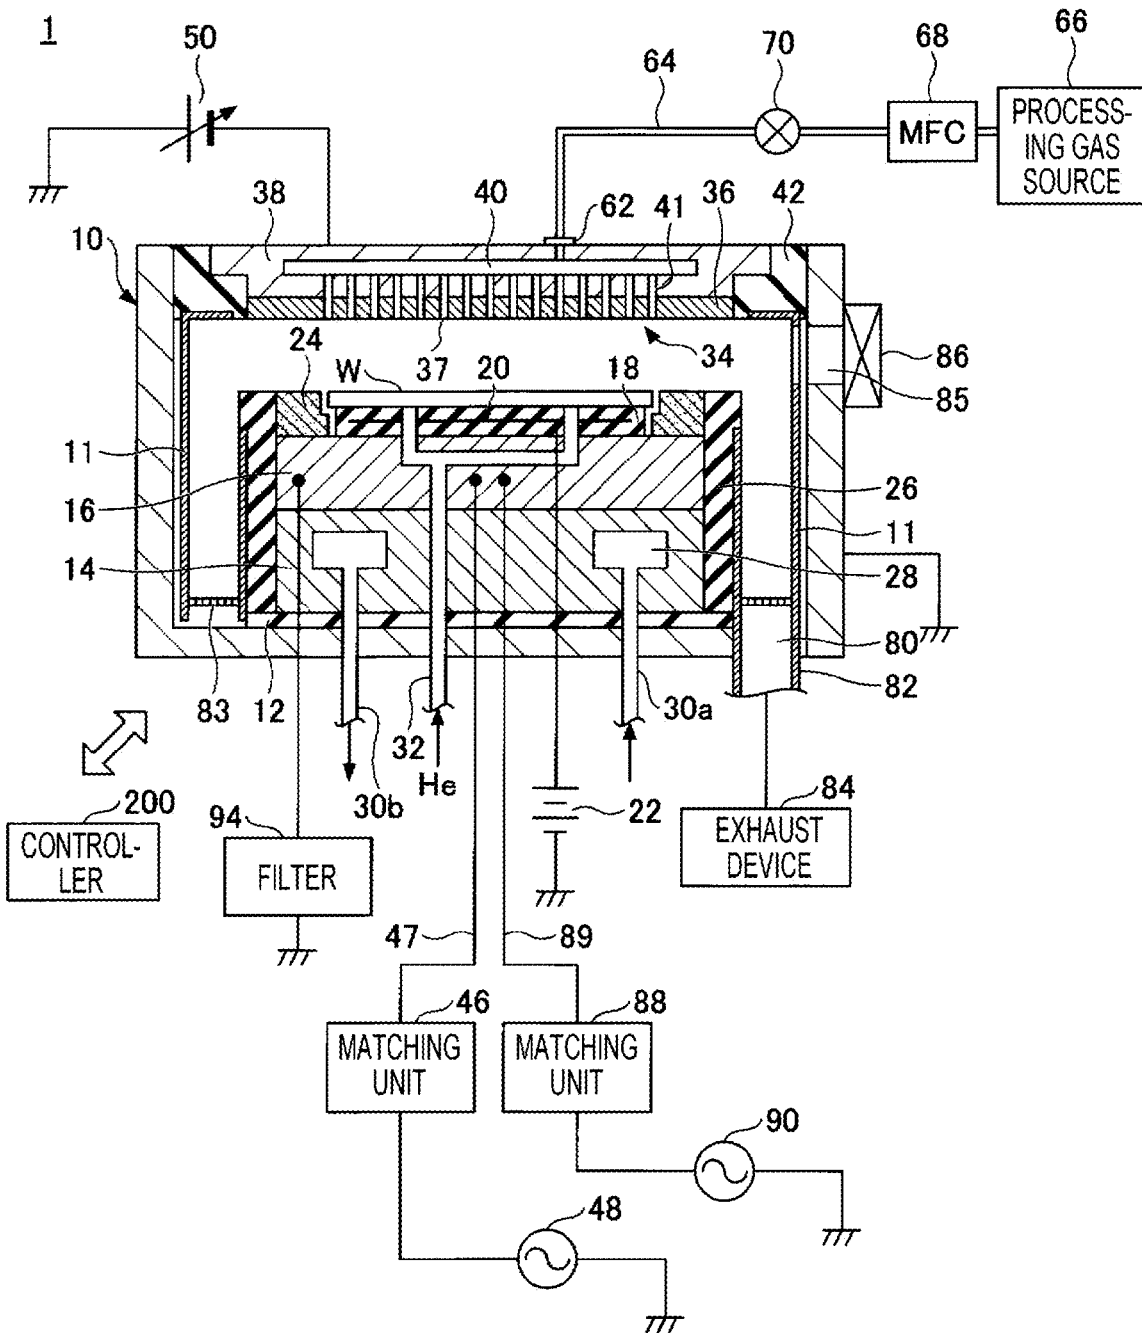 1
50
70
68
66
64
MFC
PROCESS-
ING GAS
SOURCE
38
40
62
41
36
42
10
24
W
37
20
18
34
86
85
11
16
14
26
11
28
80
82
83
12
32
He
30b
30a
22
84
EXHAUST
DEVICE
200
CONTROL-
LER
94
FILTER
47
89
46
MATCHING
UNIT
88
MATCHING
UNIT
90
48